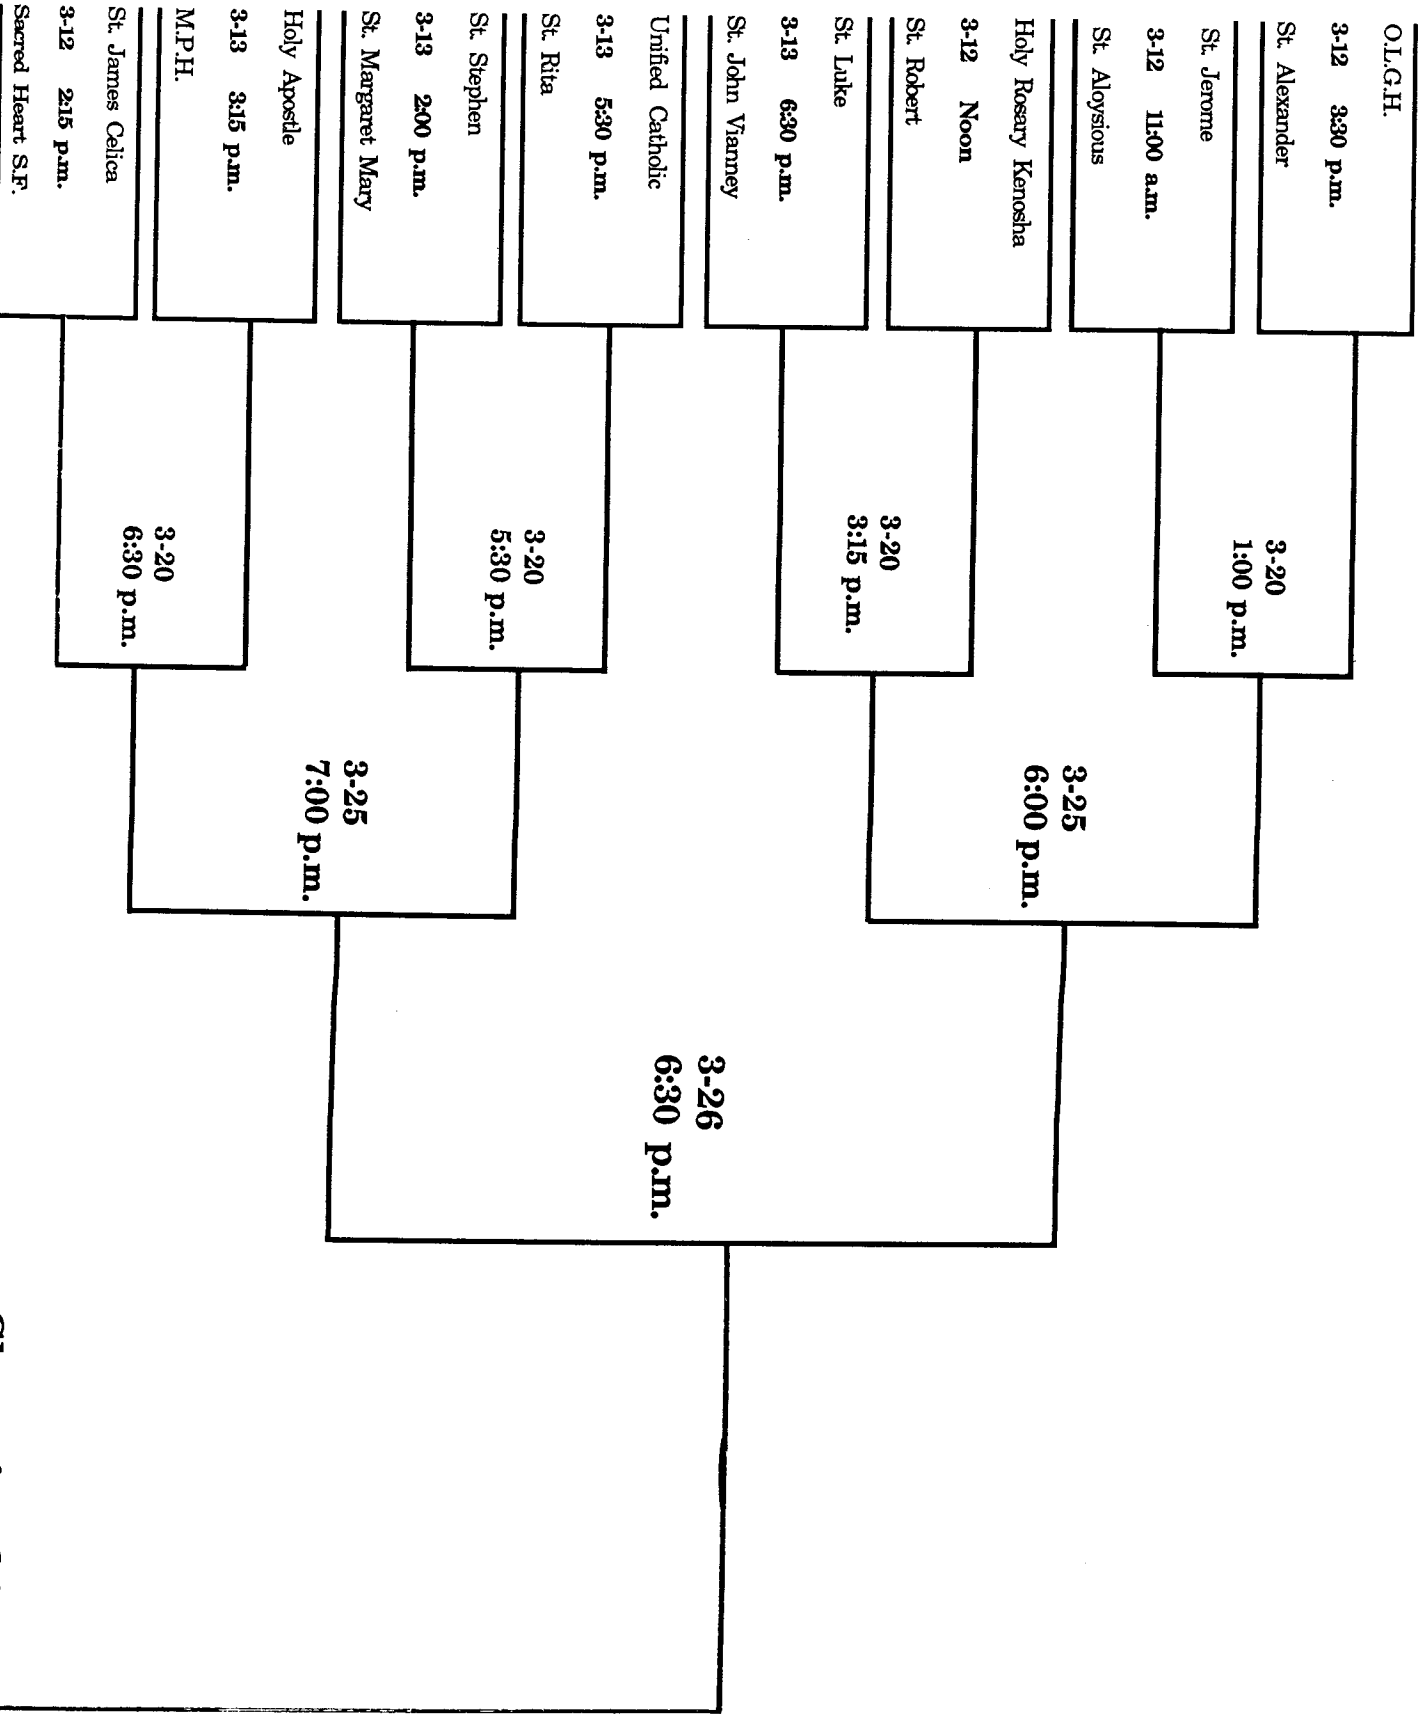 O.L.G.H.
3-12 3:30 p.m.
St. Alexander
St. Jerome
3-12 11:00 a.m.
St. Aloysious
Holy Rosary Kenosha
3-12 Noon
St. Robert
St. Luke
3-13 6:30 p.m.
St. John Vianney
Unified Catholic
3-13 5:30 p.m.
St. Rita
St. Stephen
3-13 2:00 p.m.
St. Margaret Mary
Holy Apostle
3-13 3:15 p.m.
M.P.H.
St. James Celica
3-12 2:15 p.m.
Sacred Heart S.F.
3-20
1:00 p.m.
3-20
3:15 p.m.
3-20
5:30 p.m.
3-20
6:30 p.m.
3-25
6:00 p.m.
3-25
7:00 p.m.
3-26
6:30 p.m.